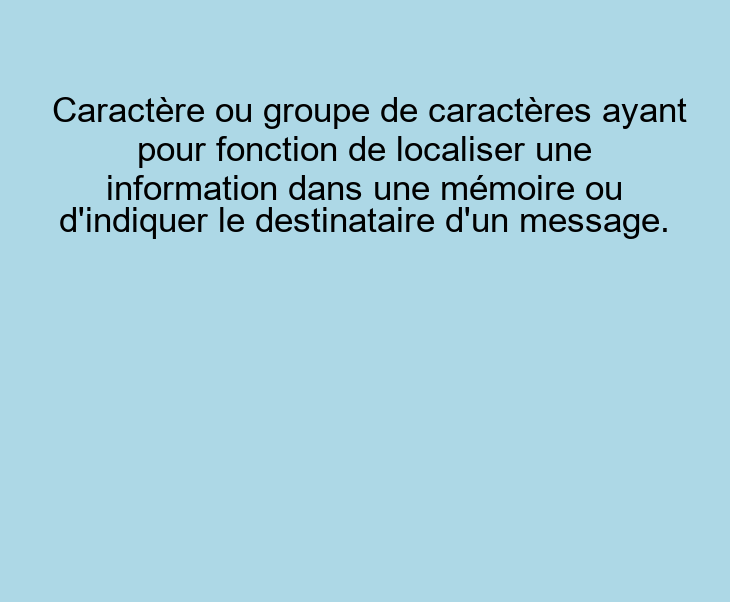 Caractère ou groupe de caractères ayant
pour fonction de localiser une
information dans une mémoire ou
d'indiquer le destinataire d'un message.